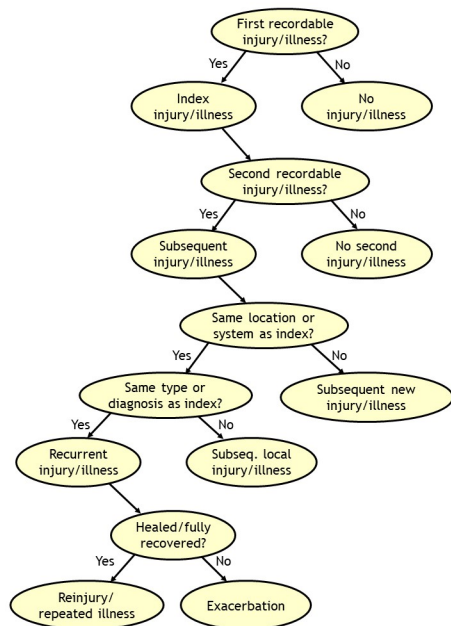 First recordable
injury/illness?
Yes
No
Index
injury/illness
No
injury/illness
Second recordable
injury/illness?
Yes
No
Subsequent
injury/illness
No second
injury/illness
Same location or
system as index?
Yes
No
Same type or
diagnosis as index?
Subsequent new
injury/illness
Yes
No
Recurrent
injury/illness
Subseq. local
injury/illness
Healed/fully
recovered?
Yes
No
Reinjury/
repeated illness
Exacerbation